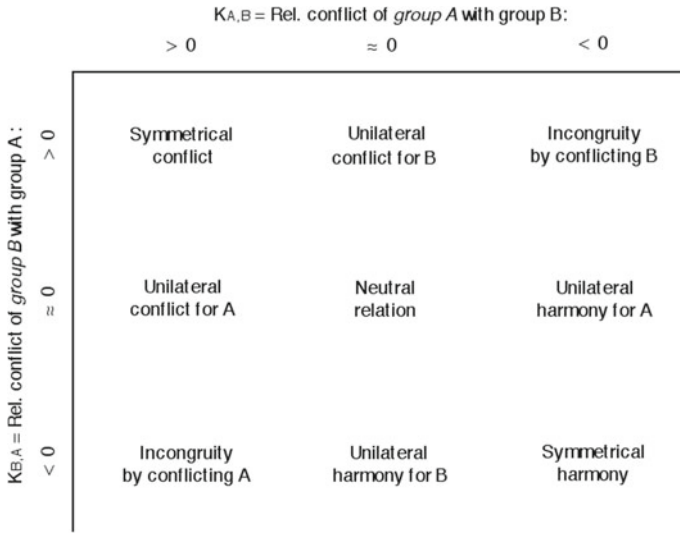 KA,B = Rel. conflict of group A with group B:
> 0 ≈ 0 < 0
KB,A = Rel. conflict of group B with group A:
> 0
Symmetrical Unilateral Incongruity
conflict conflict for B by conflicting B
≈ 0
Unilateral Neutral Unilateral
conflict for A relation harmony for A
< 0
Incongruity Unilateral Symmetrical
by conflicting A harmony for B harmony